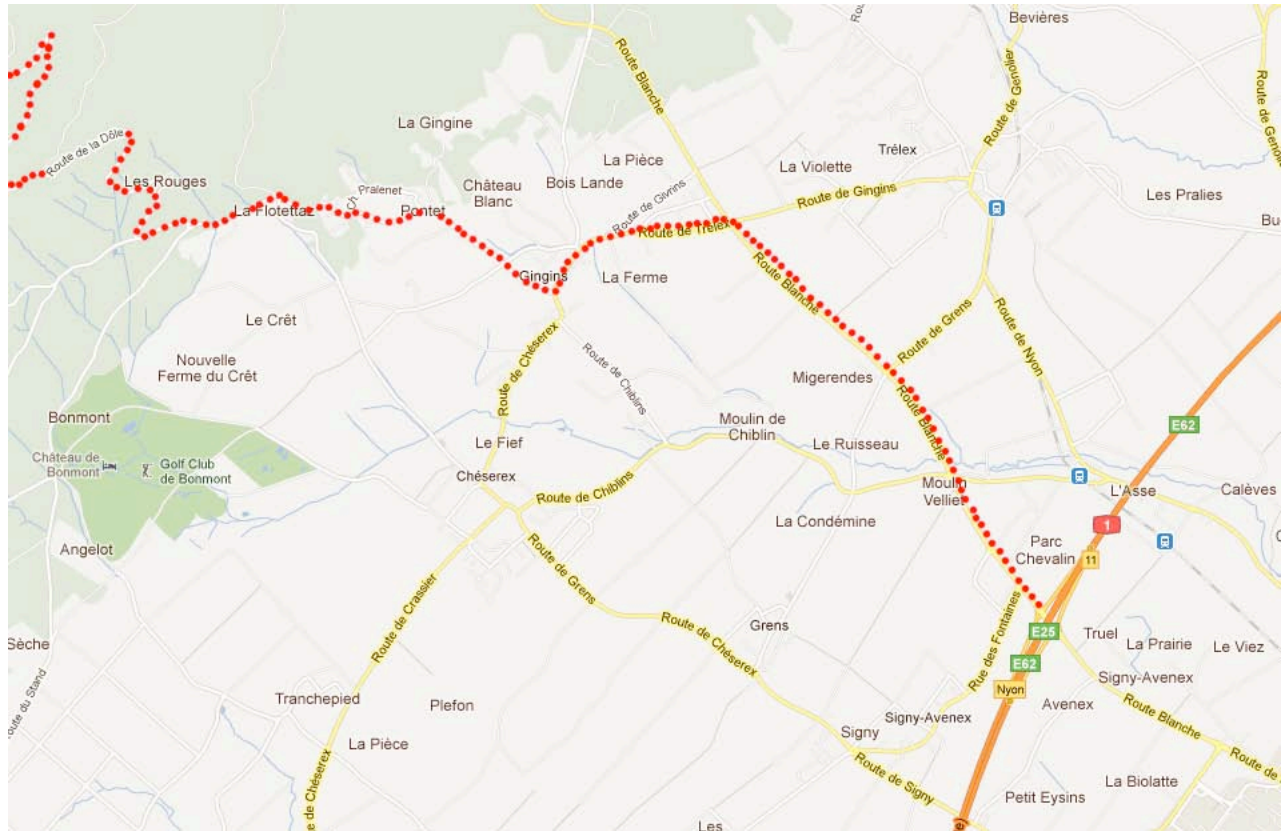 Bevières
Route Blanche
Route de Genolier
Route de Genolier
Route de Geno
La Gingine
Route de la Dôle
La Pièce
La Violette
Trélex
Les Rouges
Château
Blanc
Bois Lande
Ch. Pralenet
Les Pralies
La Flotettaz
Pontet
Route de Givrins
Route de Gingins
Bu
Route de Trélex
Gingins
La Ferme
Route Blanche
Le Crêt
Route de Grens
Route de Nyon
Nouvelle
Ferme du Crêt
Route de Chéserex
Route de Chiblins
Migerendes
Bonmont
Route Blanche
Moulin de
Chiblin
E62
Le Fief
Le Ruisseau
Château de
Bonmont
Golf Club
de Bonmont
Chéserex
Moulin
Velliet
L'Asse
Calèves
Route de Chiblins
La Condémine
1
Angelot
Parc
Chevalin
11
Route de Grens
Route de Crassier
Rue des Fontaines
Route de Chéserex
Grens
E25
Truel
La Prairie
Le Viez
Sèche
E62
Signy-Avenex
Nyon
Tranchepied
Plefon
Avenex
Signy-Avenex
Route Blanche
oute du Stand
Signy
La Pièce
Route de
Route de Signy
La Biolatte
e de Chéserex
Petit Eysins
Les
e)